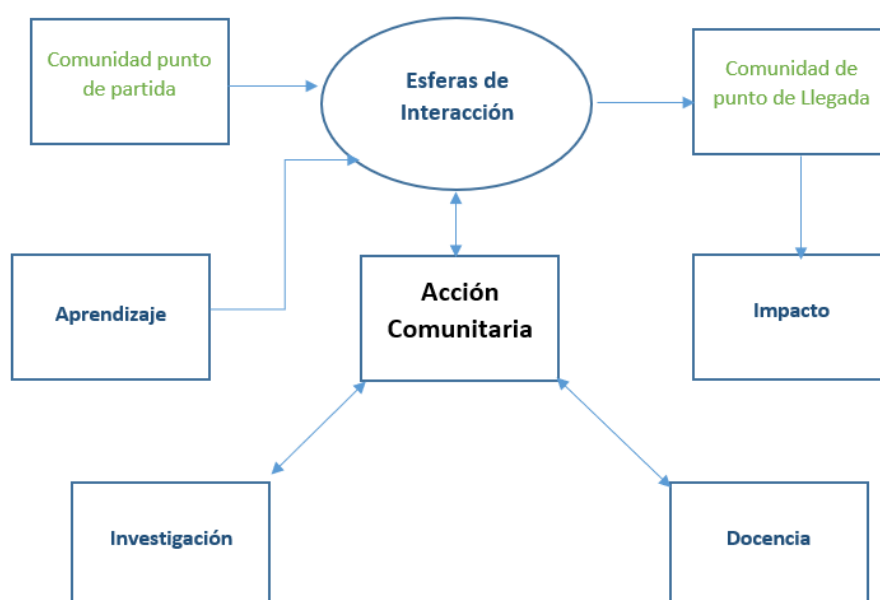 Comunidad punto
de partida
Esferas de
Interacción
Comunidad de
punto de Llegada
Aprendizaje
Acción
Comunitaria
Impacto
Investigación
Docencia